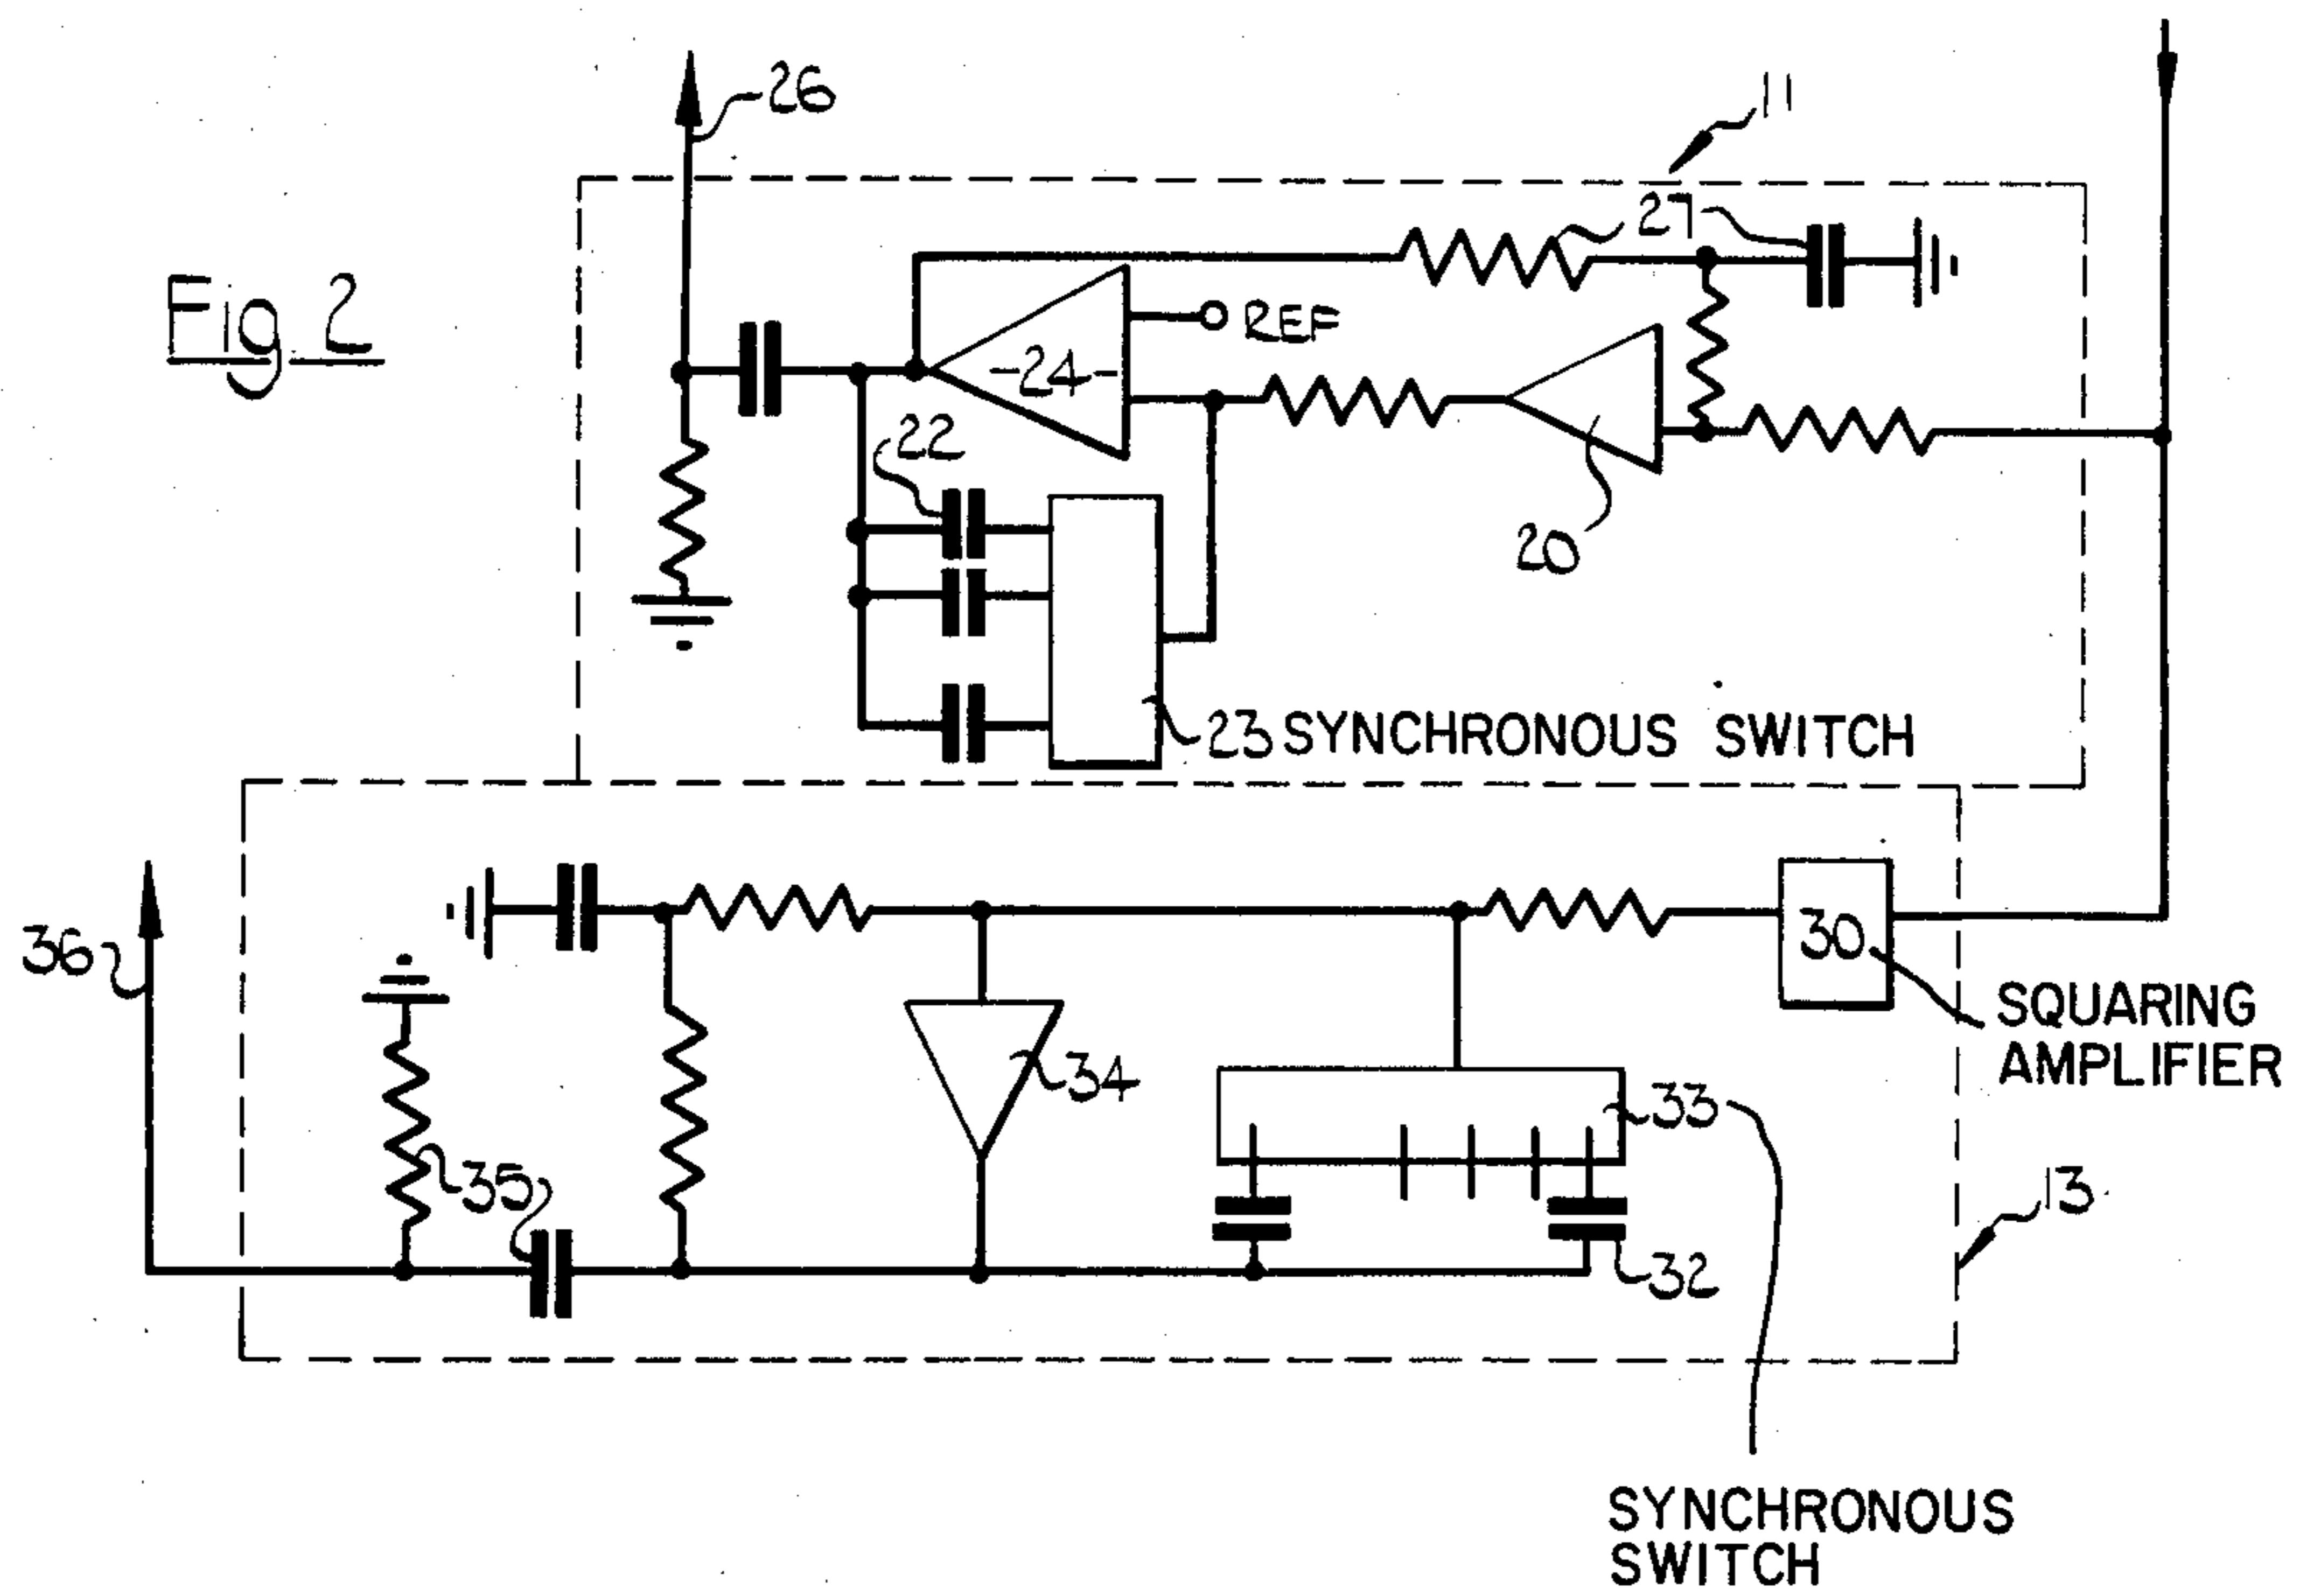 26
11
27
Fig. 2
REF
-24-
22
20
23 SYNCHRONOUS SWITCH
36
30
SQUARING
AMPLIFIER
34
33
35
13
32
SYNCHRONOUS
SWITCH